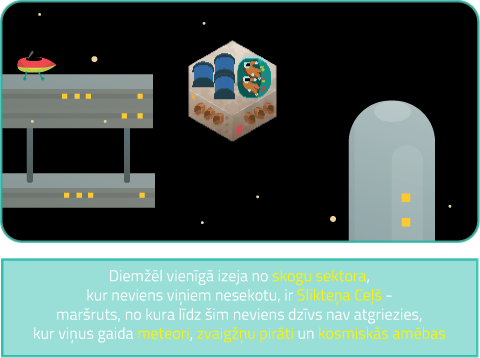 Diemžēl vienīgā izeja no skogu sektora,
kur neviens viņiem nesekotu, ir Slikteņa Ceļš -
maršruts, no kura līdz šim neviens dzīvs nav atgriezies,
kur viņus gaida meteori, zvaigžņu pirāti un kosmiskās amēbas.